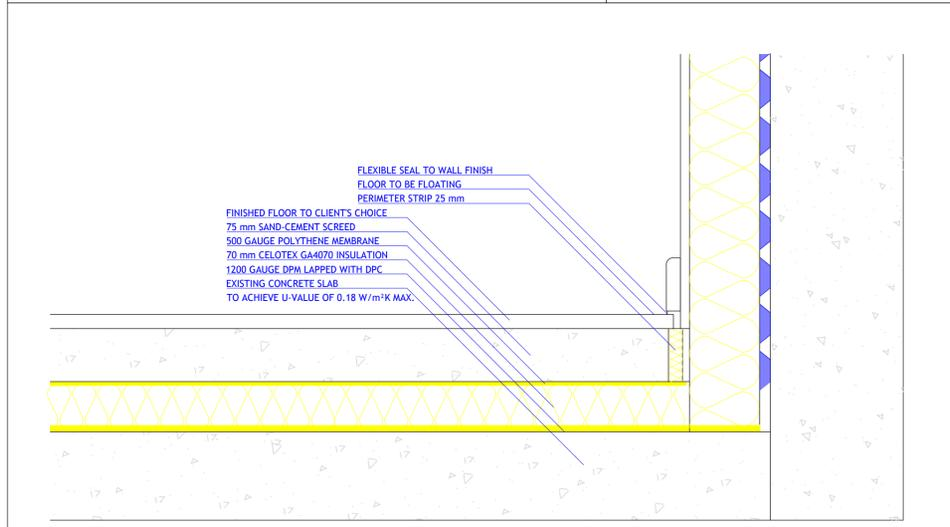 FLEXIBLE SEAL TO WALL FINISH
FLOOR TO BE FLOATING
PERIMETER STRIP 25 mm
FINISHED FLOOR TO CLIENT'S CHOICE
75 mm SAND-CEMENT SCREED
500 GAUGE POLYTHENE MEMBRANE
70 mm CELOTEX GA4070 INSULATION
1200 GAUGE DPM LAPPED WITH DPC
EXISTING CONCRETE SLAB
TO ACHIEVE U-VALUE OF 0.18 W/m²K MAX.